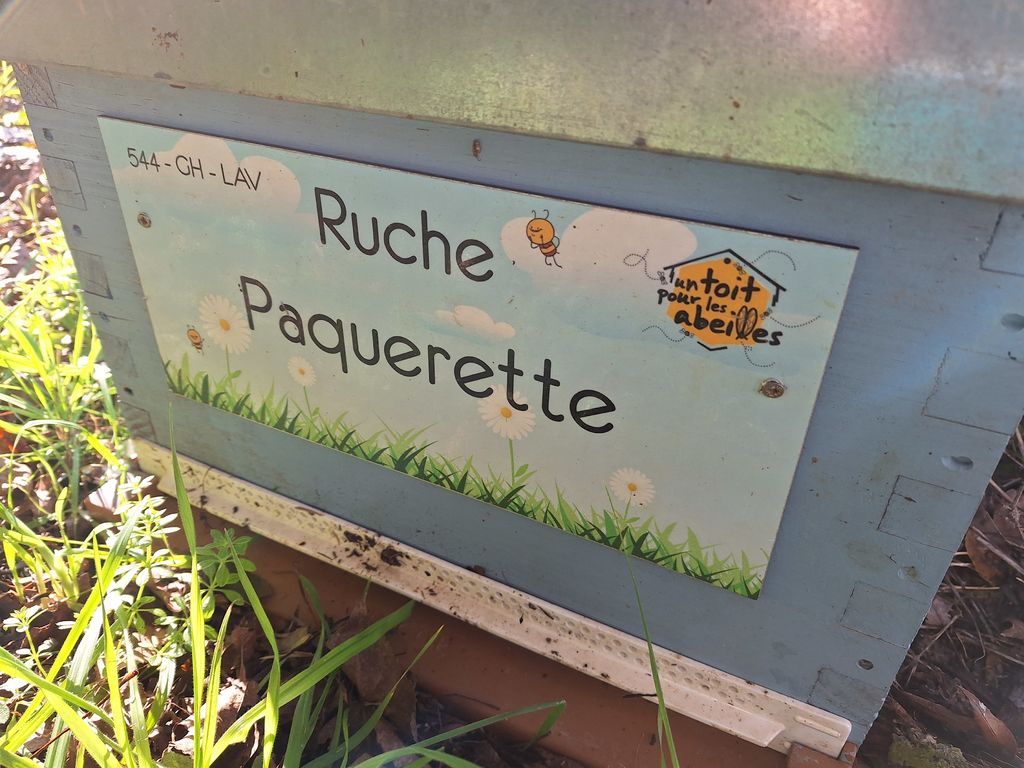 544 - GH - LAV
Ruche
Paquerette
un toit
pour les
abeilles